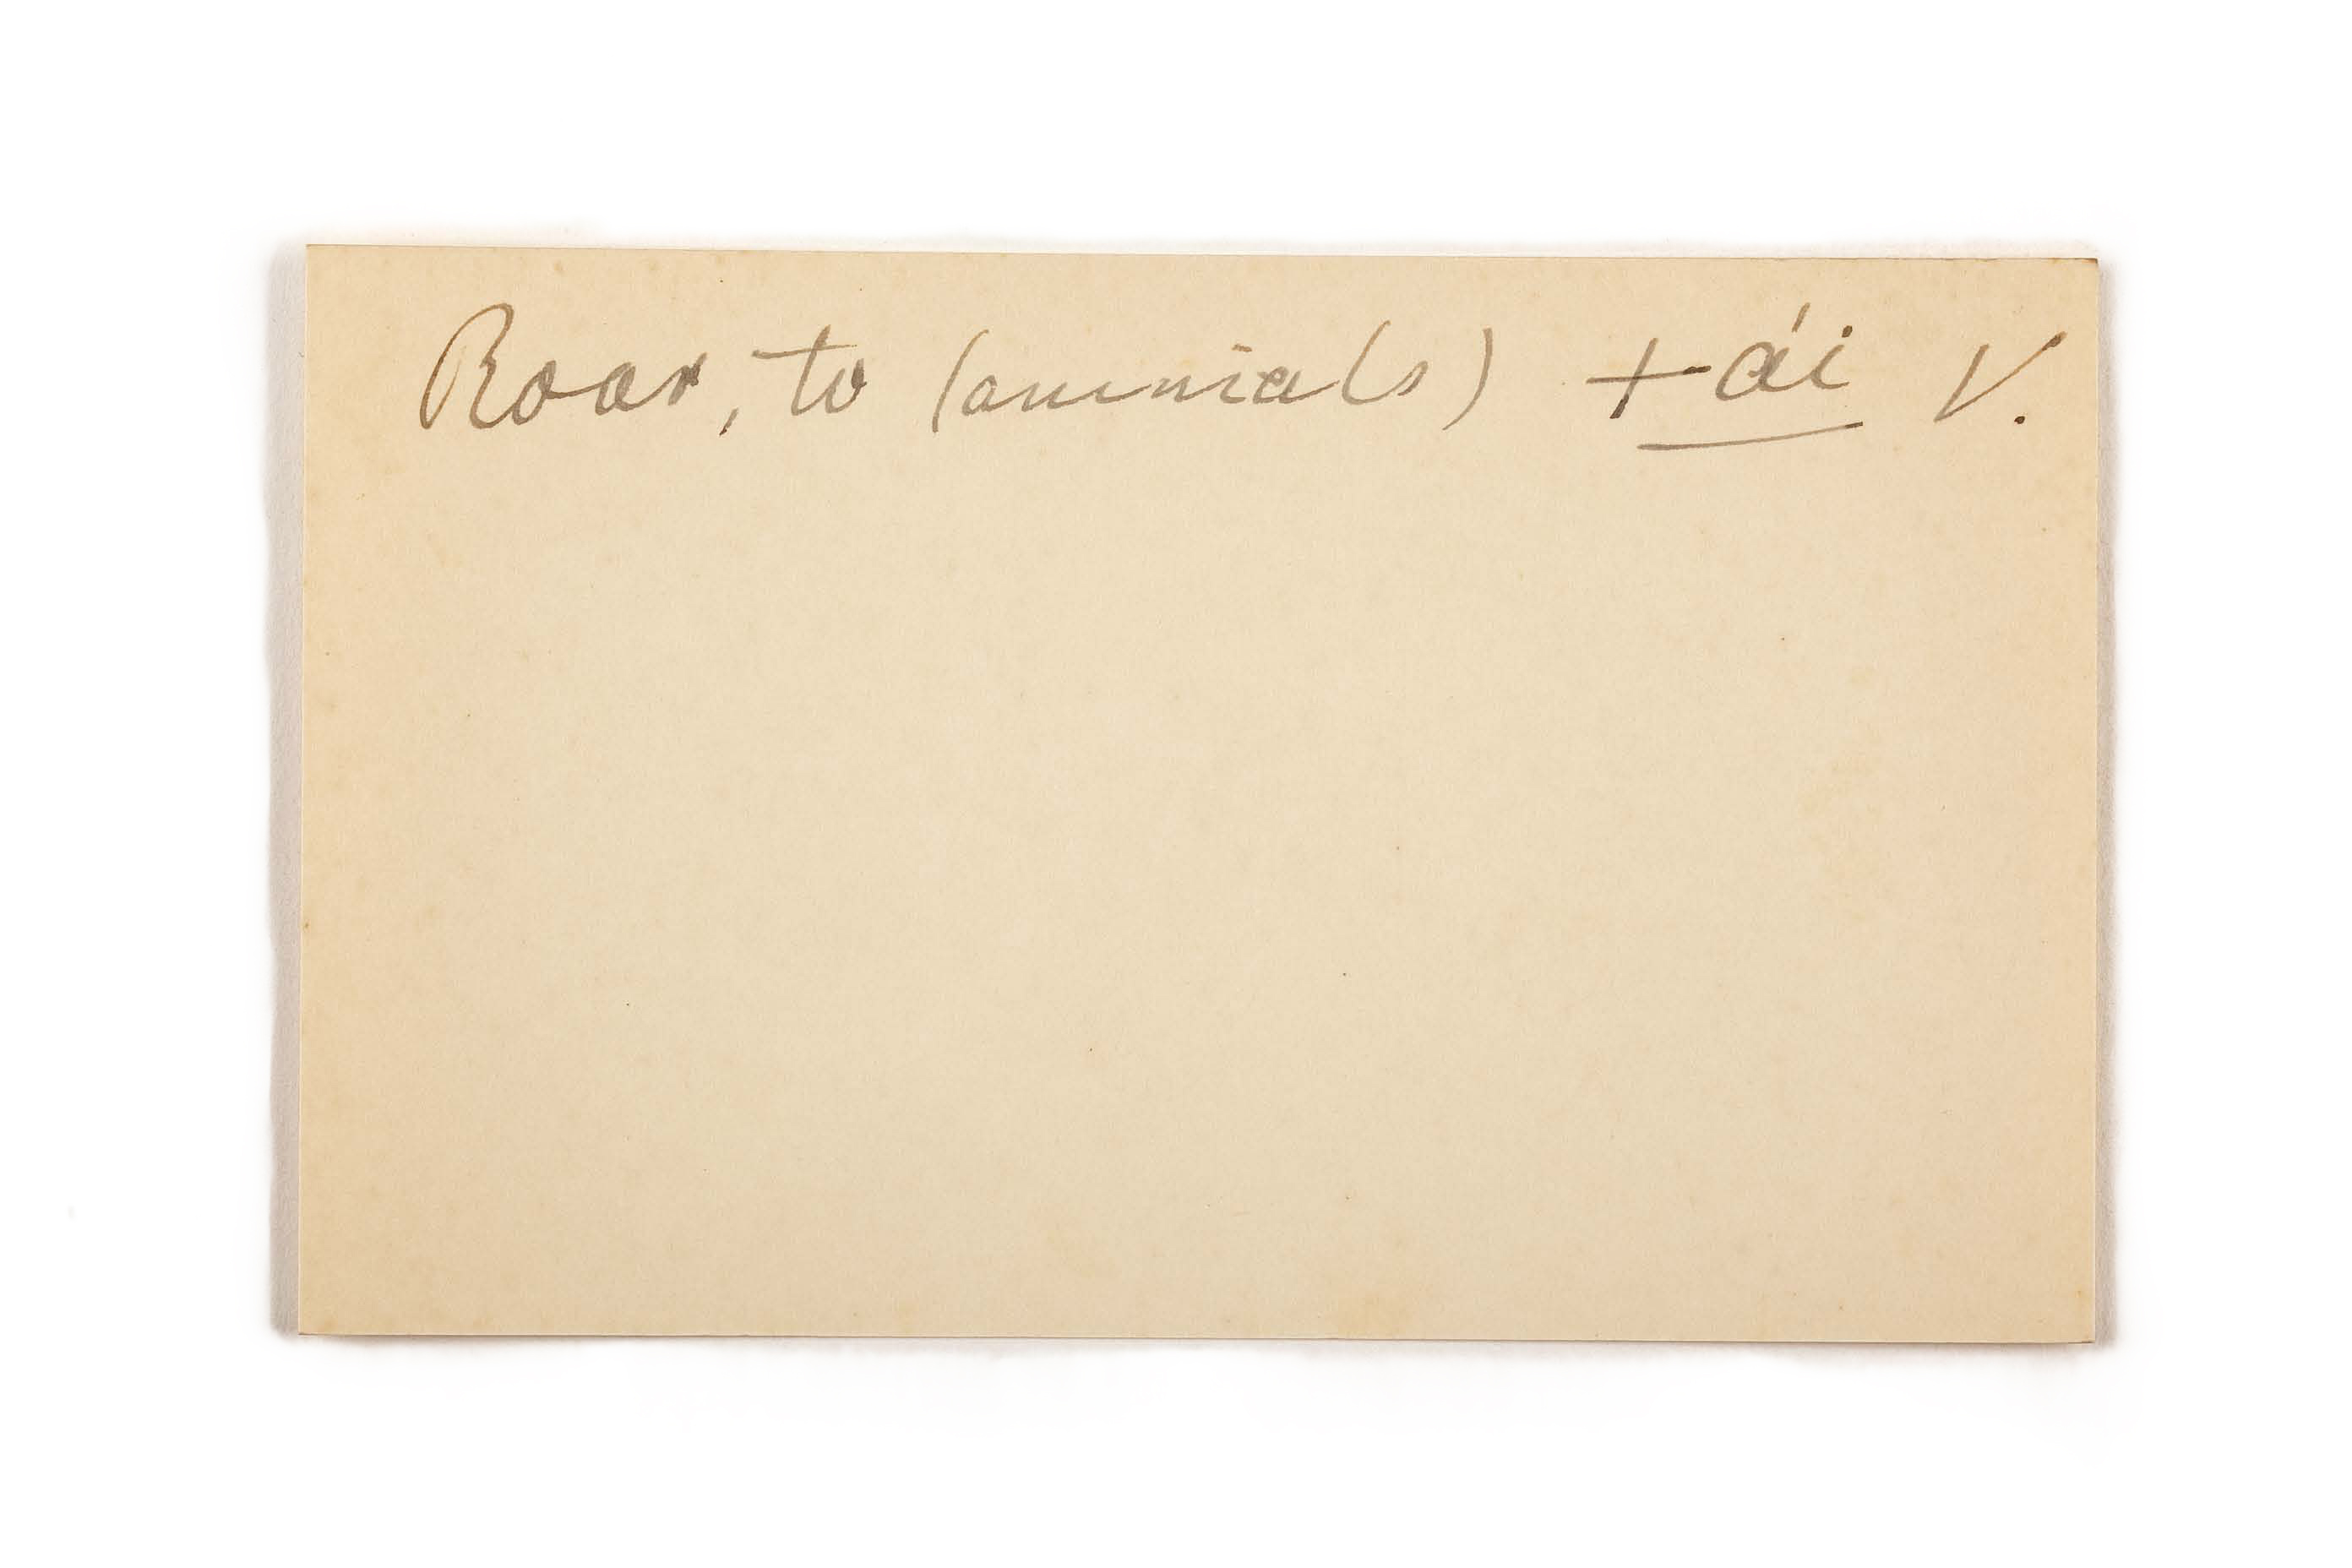 Roar, to (animals) +-ái V.